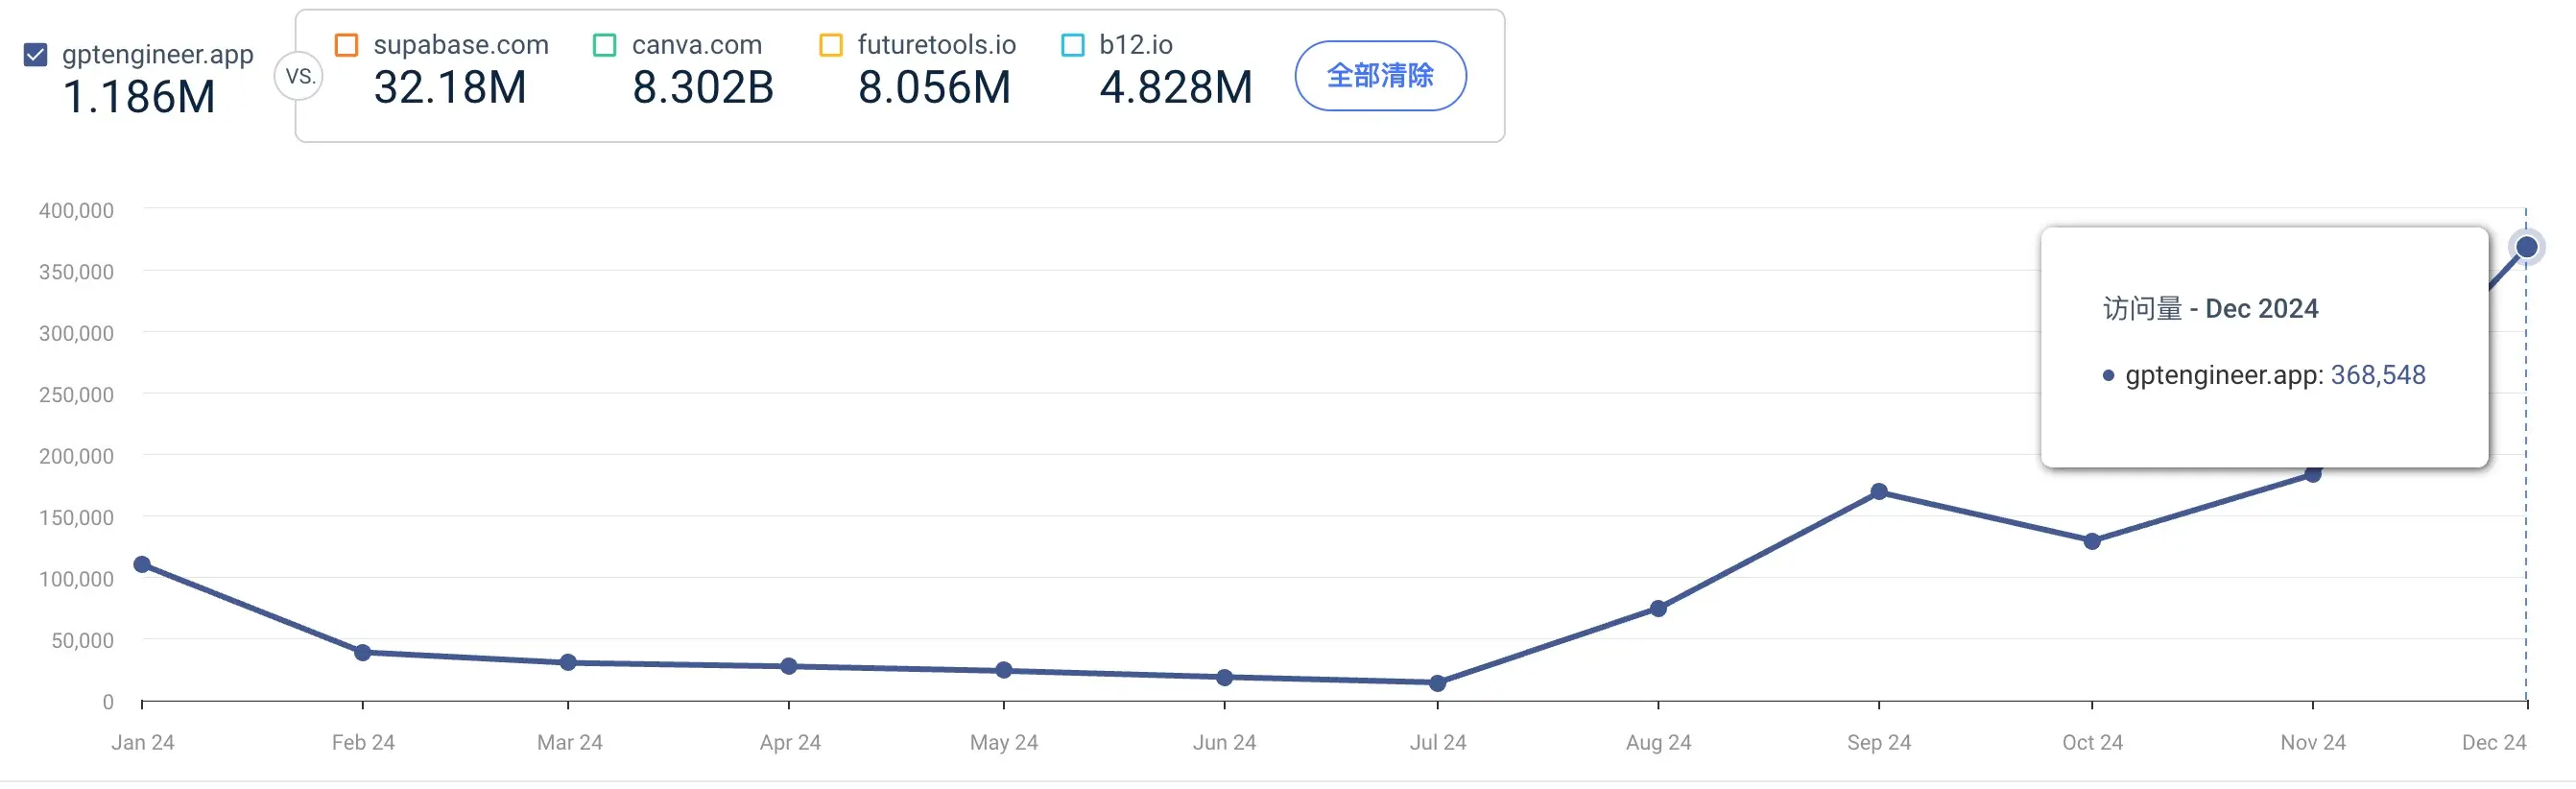 gptengineer.app
1.186M
VS.
supabase.com
32.18M
canva.com
8.302B
futuretools.io
8.056M
b12.io
4.828M
全部清除
400,000
350,000
300,000
250,000
200,000
150,000
100,000
50,000
0
访问量 - Dec 2024
gptengineer.app: 368,548
Jan 24
Feb 24
Mar 24
Apr 24
May 24
Jun 24
Jul 24
Aug 24
Sep 24
Oct 24
Nov 24
Dec 24